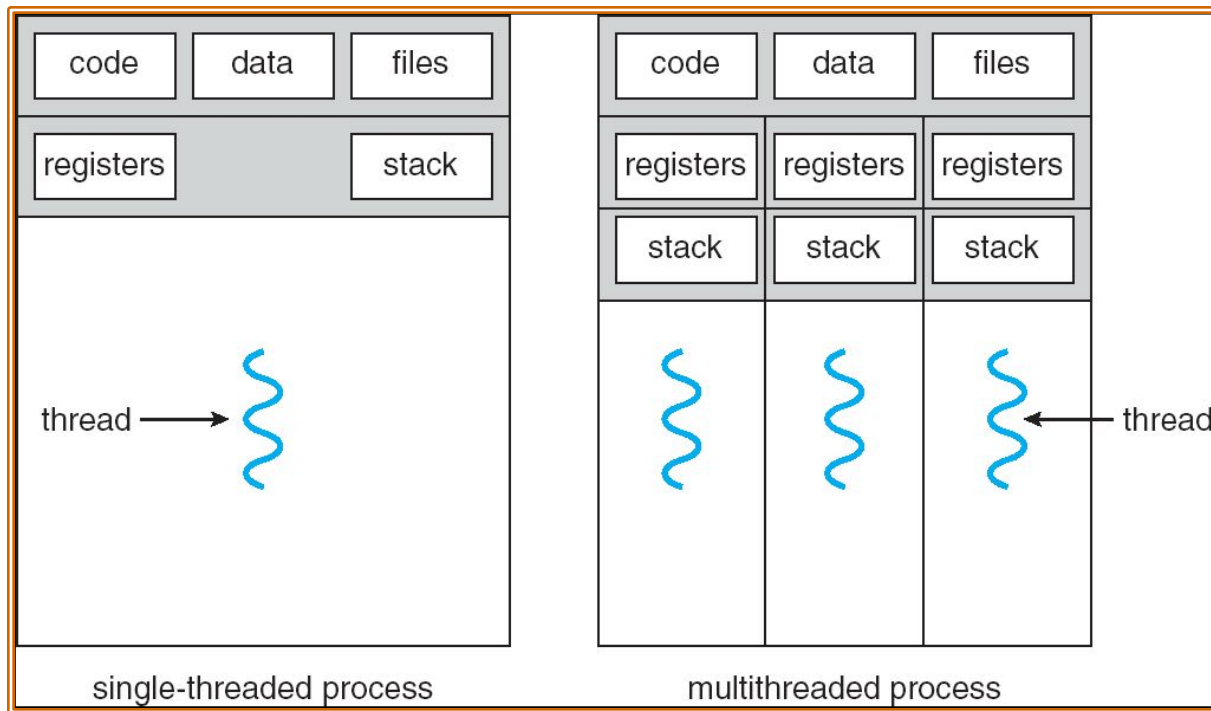 code data files
registers stack
thread
single-threaded process
code data files
registers registers registers
stack stack stack
thread
multithreaded process